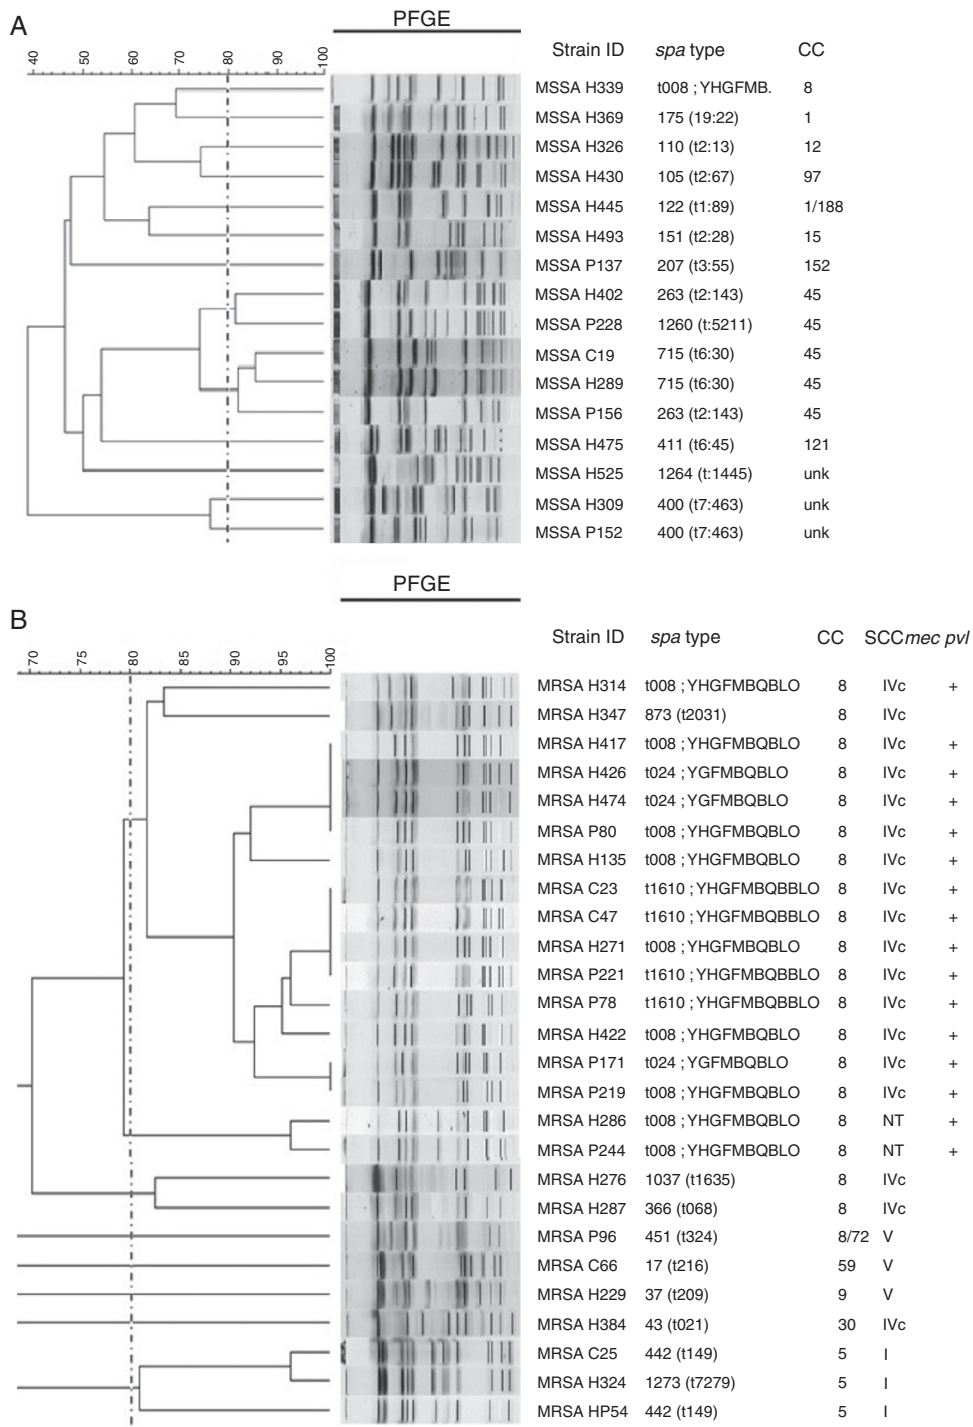 A
PFGE
40 50 60 70 80 90 100
Strain ID spa type CC
MSSA H339 t008 ; YHGFMB. 8
MSSA H369 175 (19:22) 1
MSSA H326 110 (t2:13) 12
MSSA H430 105 (t2:67) 97
MSSA H445 122 (t1:89) 1/188
MSSA H493 151 (t2:28) 15
MSSA P137 207 (t3:55) 152
MSSA H402 263 (t2:143) 45
MSSA P228 1260 (t:5211) 45
MSSA C19 715 (t6:30) 45
MSSA H289 715 (t6:30) 45
MSSA P156 263 (t2:143) 45
MSSA H475 411 (t6:45) 121
MSSA H525 1264 (t:1445) unk
MSSA H309 400 (t7:463) unk
MSSA P152 400 (t7:463) unk
PFGE
B
70 75 80 85 90 95 100
Strain ID spa type CC SCCmec pvl
MRSA H314 t008 ; YHGFMBQBLO 8 IVc +
MRSA H347 873 (t2031) 8 IVc
MRSA H417 t008 ; YHGFMBQBLO 8 IVc +
MRSA H426 t024 ; YGFMBQBLO 8 IVc +
MRSA H474 t024 ; YGFMBQBLO 8 IVc +
MRSA P80 t008 ; YHGFMBQBLO 8 IVc +
MRSA H135 t008 ; YHGFMBQBLO 8 IVc +
MRSA C23 t1610 ; YHGFMBQBBLO 8 IVc +
MRSA C47 t1610 ; YHGFMBQBBLO 8 IVc +
MRSA H271 t008 ; YHGFMBQBLO 8 IVc +
MRSA P221 t1610 ; YHGFMBQBBLO 8 IVc +
MRSA P78 t1610 ; YHGFMBQBBLO 8 IVc +
MRSA H422 t008 ; YHGFMBQBLO 8 IVc +
MRSA P171 t024 ; YGFMBQBLO 8 IVc +
MRSA P219 t008 ; YHGFMBQBLO 8 IVc +
MRSA H286 t008 ; YHGFMBQBLO 8 NT +
MRSA P244 t008 ; YHGFMBQBLO 8 NT +
MRSA H276 1037 (t1635) 8 IVc
MRSA H287 366 (t068) 8 IVc
MRSA P96 451 (t324) 8/72 V
MRSA C66 17 (t216) 59 V
MRSA H229 37 (t209) 9 V
MRSA H384 43 (t021) 30 IVc
MRSA C25 442 (t149) 5 I
MRSA H324 1273 (t7279) 5 I
MRSA HP54 442 (t149) 5 I